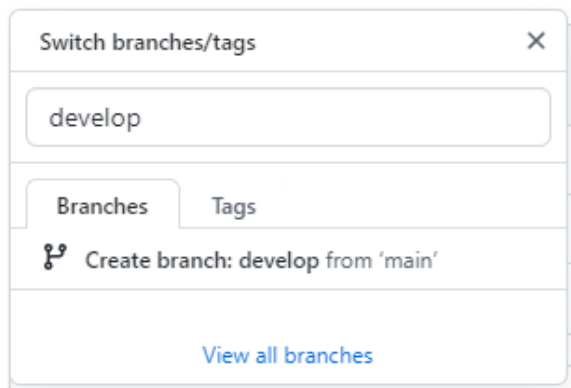 Switch branches/tags
develop
Branches Tags
Create branch: develop from 'main'
View all branches